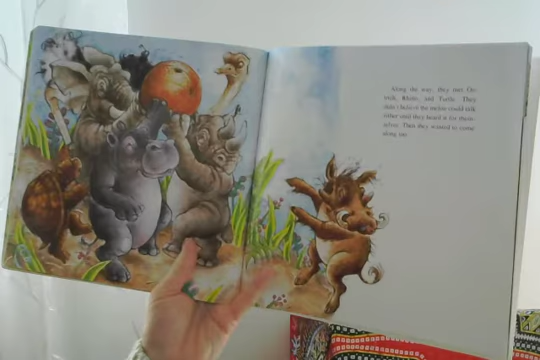 Along the way, they met Os-
trich, Rhino, and Turtle. They
didn't believe the melon could talk
either until they heard it for them-
selves. Then they wanted to come
along too.